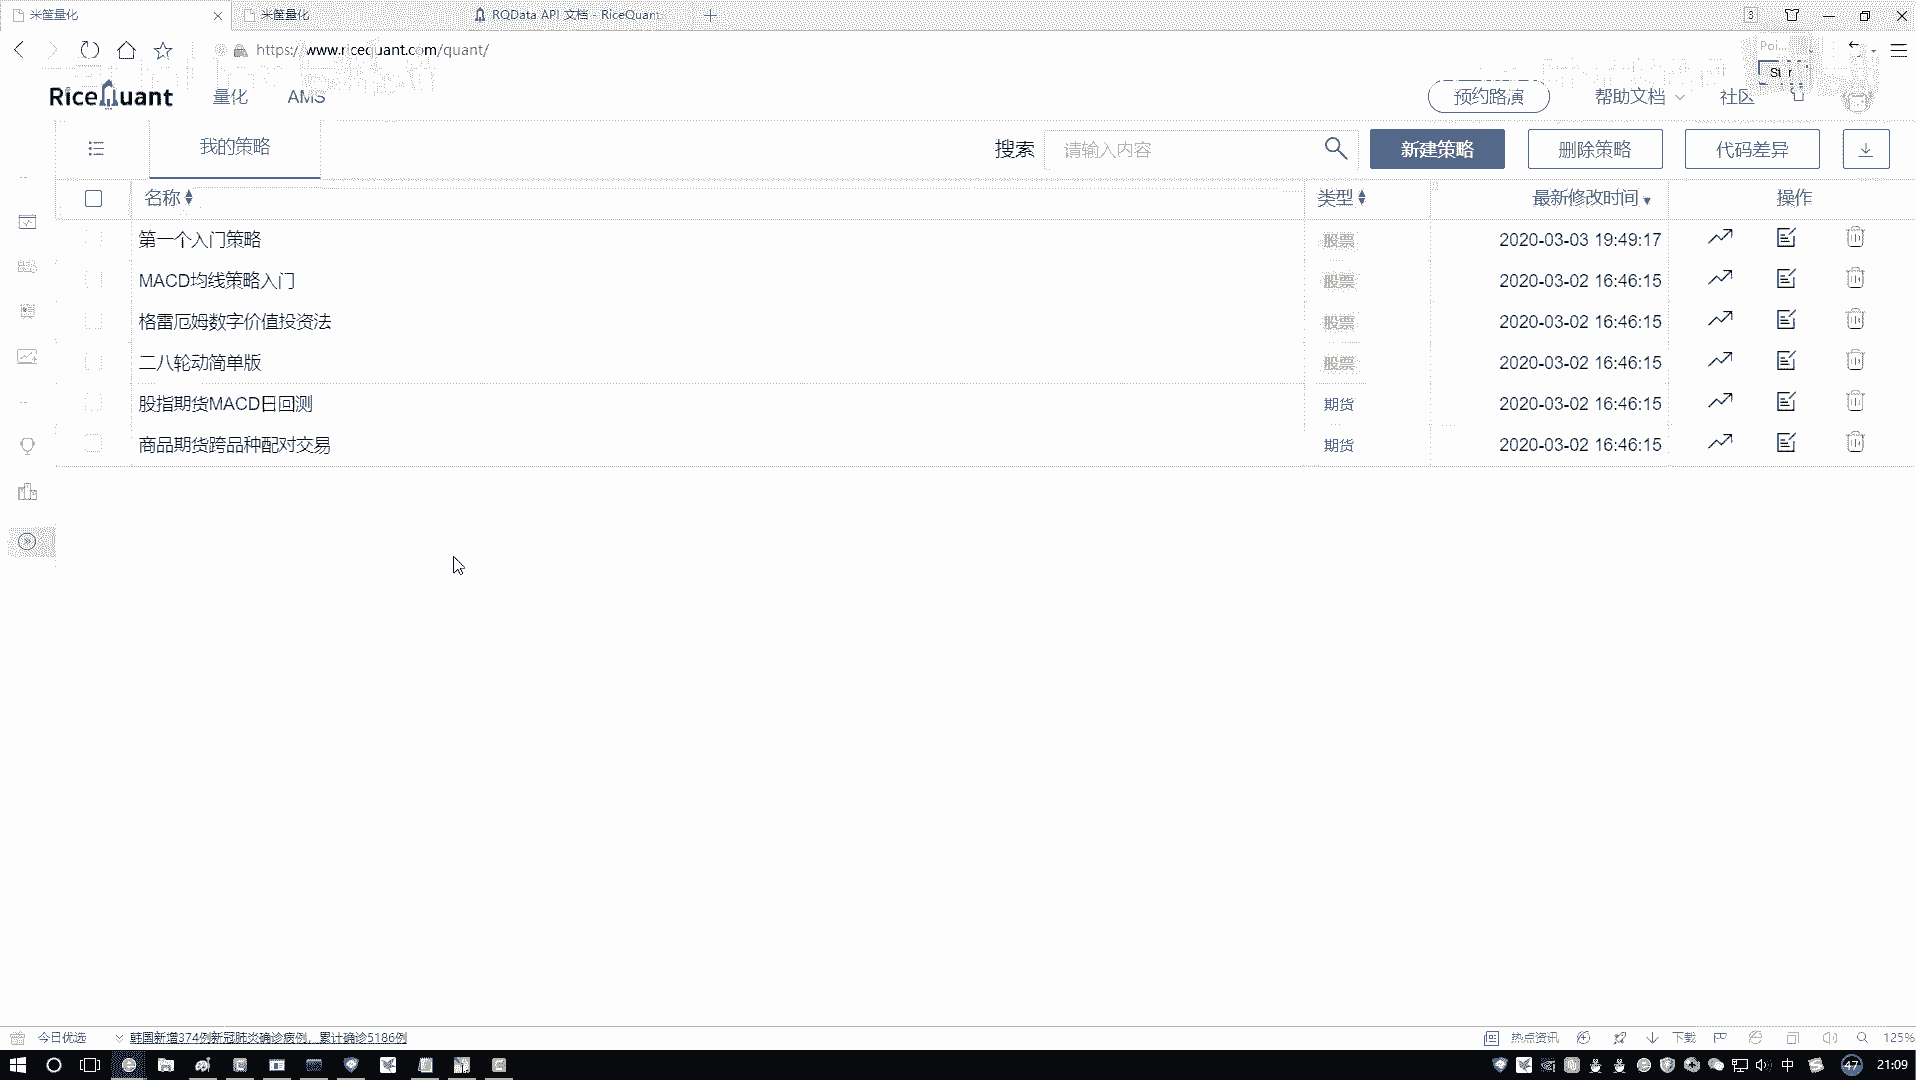 米筐量化
米筐量化
RQData API 文档 - RiceQuant
3
https://www.ricequant.com/quant/
Poi...
RiceQuant
量化
AMS
预约路演
帮助文档
社区
我的策略
搜索
请输入内容
新建策略
删除策略
代码差异
名称
类型
最新修改时间
操作
第一个入门策略 股票 2020-03-03 19:49:17
MACD均线策略入门 股票 2020-03-02 16:46:15
格雷厄姆数字价值投资法 股票 2020-03-02 16:46:15
二八轮动简单版 股票 2020-03-02 16:46:15
股指期货MACD日回测 期货 2020-03-02 16:46:15
商品期货跨品种配对交易 期货 2020-03-02 16:46:15
今日优选
韩国新增374例新冠肺炎确诊病例，累计确诊5186例
热点资讯
下载
125%
中
47
21:09